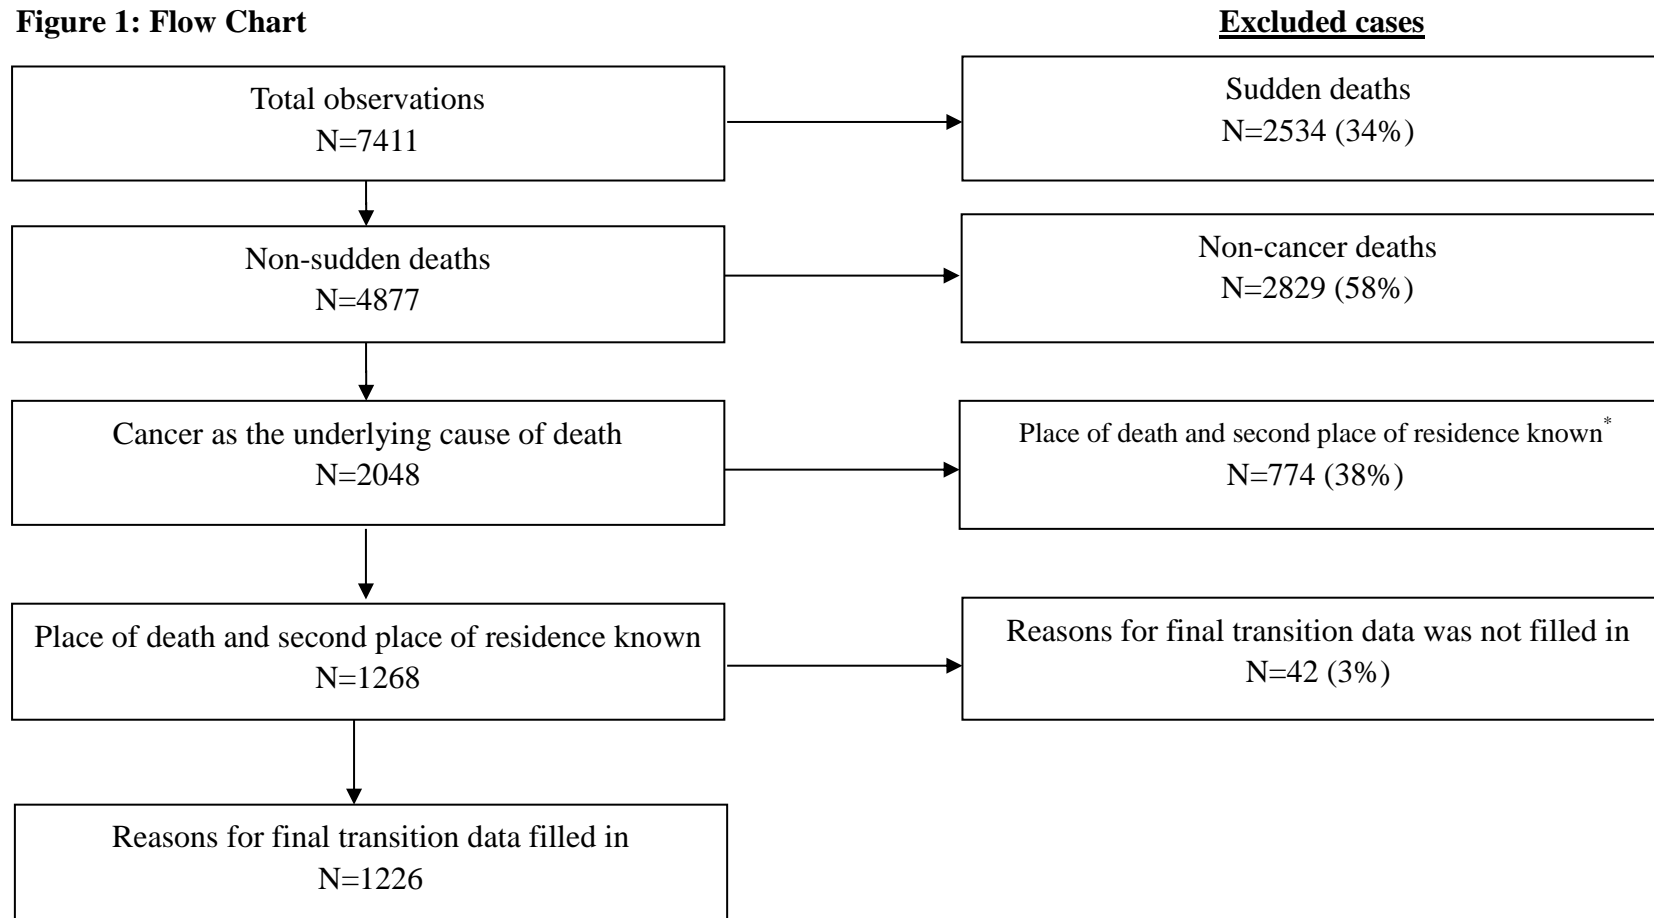 Figure 1: Flow Chart
Excluded cases
Total observations
N=7411
Sudden deaths
N=2534 (34%)
Non-sudden deaths
N=4877
Non-cancer deaths
N=2829 (58%)
Cancer as the underlying cause of death
N=2048
Place of death and second place of residence known*
N=774 (38%)
Place of death and second place of residence known
N=1268
Reasons for final transition data was not filled in
N=42 (3%)
Reasons for final transition data filled in
N=1226